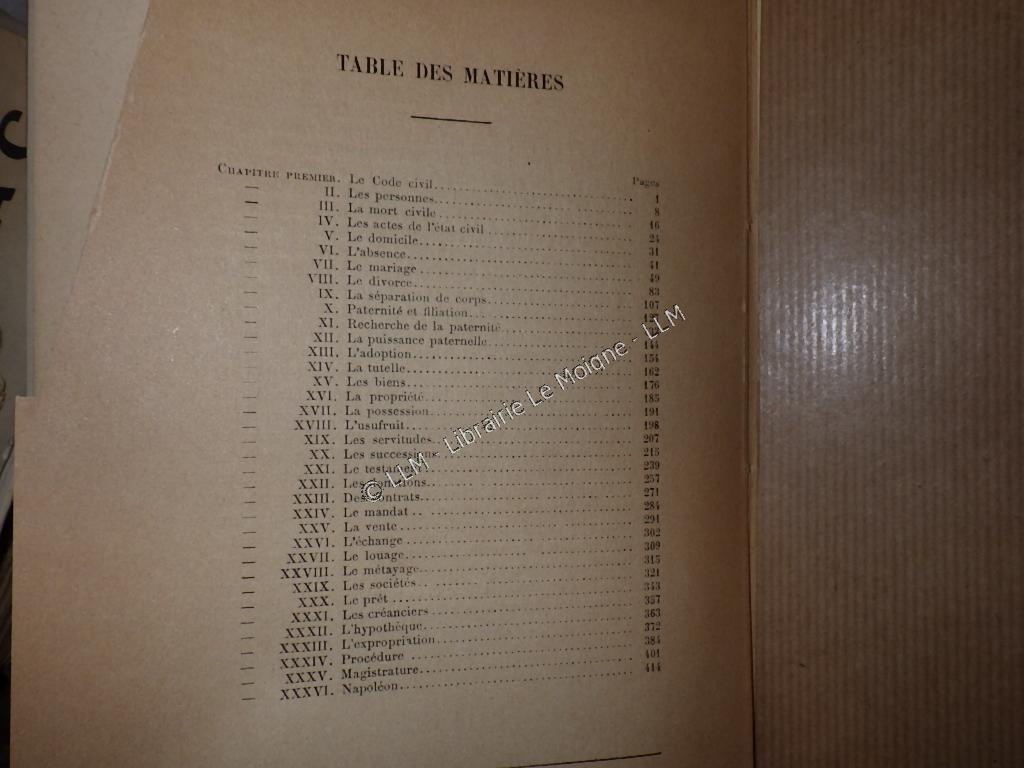 TABLE DES MATIÈRES
Pages
CHAPITRE PREMIER. Le Code civil 1
— II. Les personnes 8
— III. La mort civile 16
— IV. Les actes de l'état civil 24
— V. Le domicile 31
— VI. L'absence 41
— VII. Le mariage 49
— VIII. Le divorce 83
— IX. La séparation de corps 107
— X. Paternité et filiation
— XI. Recherche de la paternité
— XII. La puissance paternelle 144
— XIII. L'adoption 154
— XIV. La tutelle 162
— XV. Les biens 176
— XVI. La propriété 185
— XVII. La possession 191
— XVIII. L'usufruit 198
— XIX. Les servitudes 207
— XX. Les successions 215
— XXI. Le testament 239
— XXII. Les donations 257
— XXIII. Des contrats 271
— XXIV. Le mandat 284
— XXV. La vente 291
— XXVI. L'échange 302
— XXVII. Le louage 309
— XXVIII. Le métayage 315
— XXIX. Les sociétés 321
— XXX. Le prêt 343
— XXXI. Les créanciers 357
— XXXII. L'hypothèque 363
— XXXIII. L'expropriation 372
— XXXIV. Procédure 384
— XXXV. Magistrature 401
— XXXVI. Napoléon 414
© LLM - Librairie Le Moigne - LLM